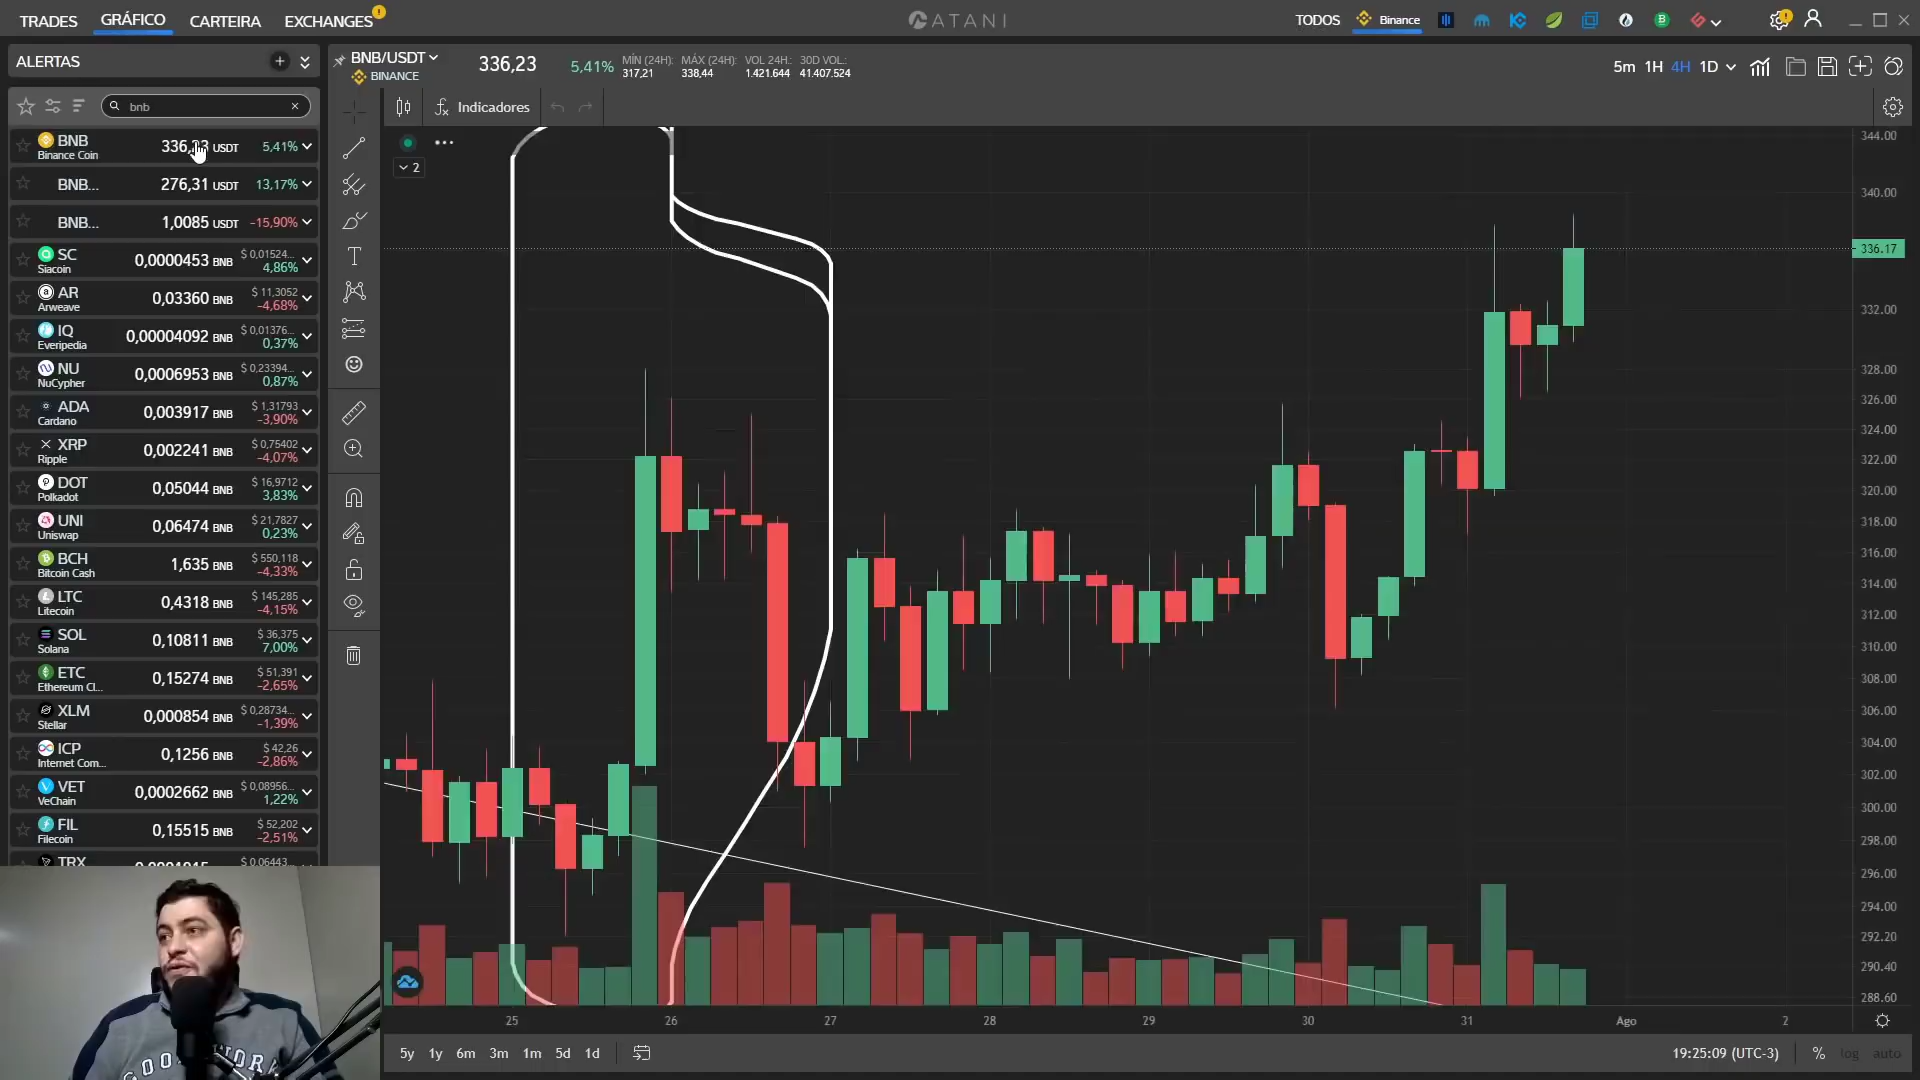 TRADES GRÁFICO CARTEIRA EXCHANGES ! ATANI TODOS Binance
ALERTAS
BNB/USDT
BINANCE
336,23 5,41%
MÍN (24H): MÁX (24H): VOL 24H.: 30D VOL.:
317,21 338,44 1.421.644 41.407.524
5m 1H 4H 1D
bnb
Indicadores
2
BNB 336,23 USDT 5,41%
Binance Coin
BNB... 276,31 USDT 13,17%
BNB... 1,0085 USDT -15,90%
SC 0,0000453 BNB $ 0,01524...
Siacoin 4,86%
AR 0,03360 BNB $ 11,3052
Arweave -4,68%
IQ 0,00004092 BNB $ 0,01376...
Everipedia 0,37%
NU 0,0006953 BNB $ 0,23394...
NuCypher 0,87%
ADA 0,003917 BNB $ 1,31793
Cardano -3,90%
XRP 0,002241 BNB $ 0,75402
Ripple -4,07%
DOT 0,05044 BNB $ 16,9712
Polkadot 3,83%
UNI 0,06474 BNB $ 21,7827
Uniswap 0,23%
BCH 1,635 BNB $ 550,118
Bitcoin Cash -4,33%
LTC 0,4318 BNB $ 145,285
Litecoin -4,15%
SOL 0,10811 BNB $ 36,375
Solana 7,00%
ETC 0,15274 BNB $ 51,391
Ethereum Cl... -2,65%
XLM 0,000854 BNB $ 0,28734...
Stellar -1,39%
ICP 0,1256 BNB $ 42,26
Internet Com... -2,86%
VET 0,0002662 BNB $ 0,08956...
VeChain 1,22%
FIL 0,15515 BNB $ 52,202
Filecoin -2,51%
TRX $ 0,06443...
344.00
340.00
336.17
332.00
328.00
326.00
324.00
322.00
320.00
318.00
316.00
314.00
312.00
310.00
308.00
306.00
304.00
302.00
300.00
298.00
296.00
294.00
292.20
290.40
288.60
25 26 27 28 29 30 31 Ago 2
5y 1y 6m 3m 1m 5d 1d
19:25:09 (UTC-3) % log auto